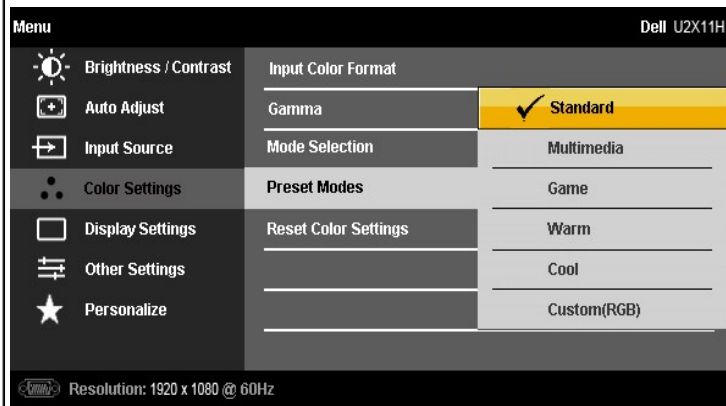 Menu
Dell U2X11H
Brightness / Contrast
Auto Adjust
Input Source
Color Settings
Display Settings
Other Settings
Personalize
Input Color Format
Gamma
Mode Selection
Preset Modes
Reset Color Settings
Standard
Multimedia
Game
Warm
Cool
Custom(RGB)
Resolution: 1920 x 1080 @ 60Hz